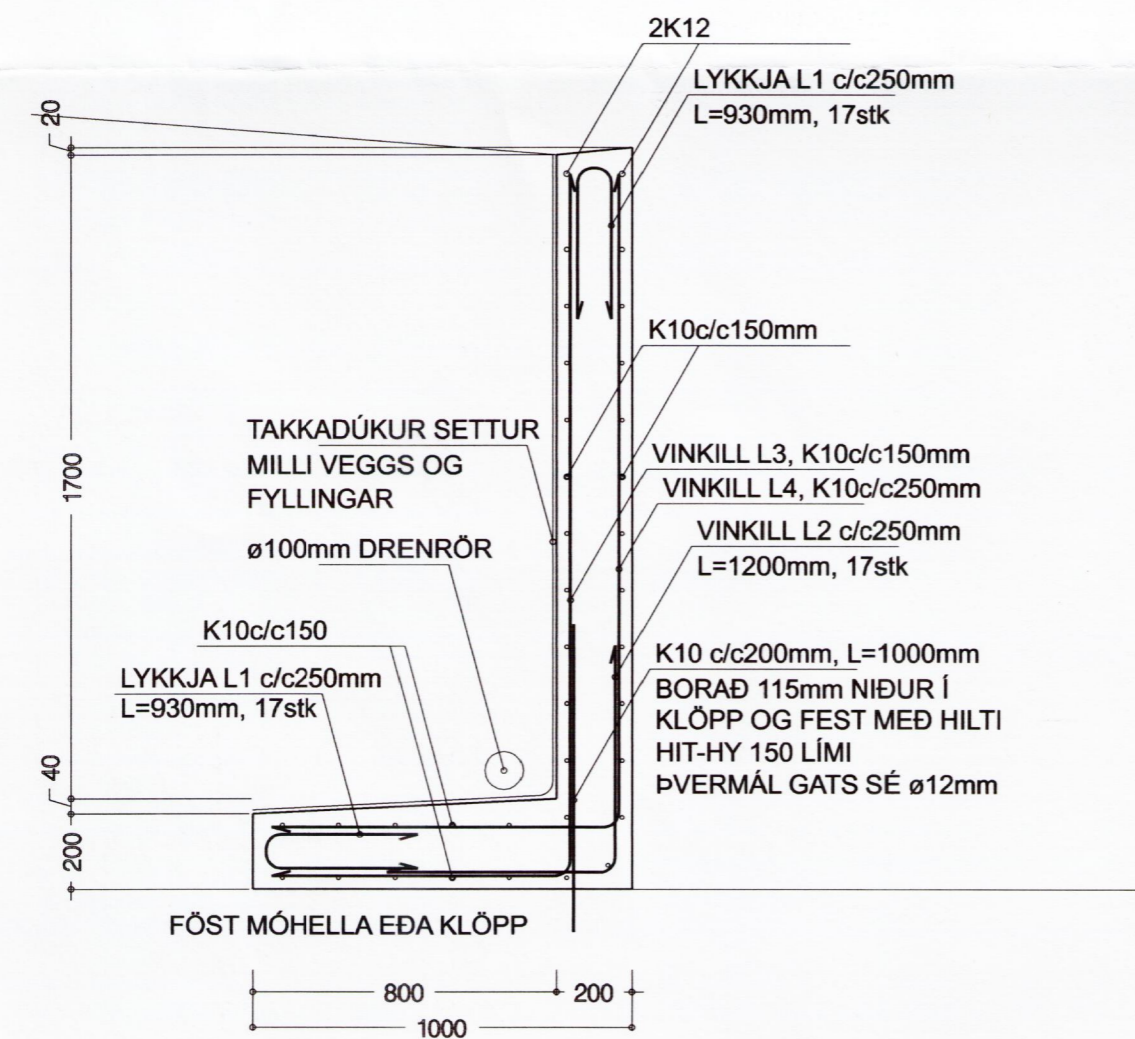 2K12
LYKKJA L1 c/c250mm
L=930mm, 17stk
20
K10c/c150mm
1700
TAKKADÚKUR SETTUR
MILLI VEGGS OG
FYLLINGAR
VINKILL L3, K10c/c150mm
VINKILL L4, K10c/c250mm
VINKILL L2 c/c250mm
L=1200mm, 17stk
ø100mm DRENRÖR
K10c/c150
LYKKJA L1 c/c250mm
L=930mm, 17stk
K10 c/c200mm, L=1000mm
BORAÐ 115mm NIÐUR Í
KLÖPP OG FEST MEÐ HILTI
HIT-HY 150 LÍMI
ÞVERMÁL GATS SÉ ø12mm
40
200
FÖST MÓHELLA EÐA KLÖPP
800
200
1000